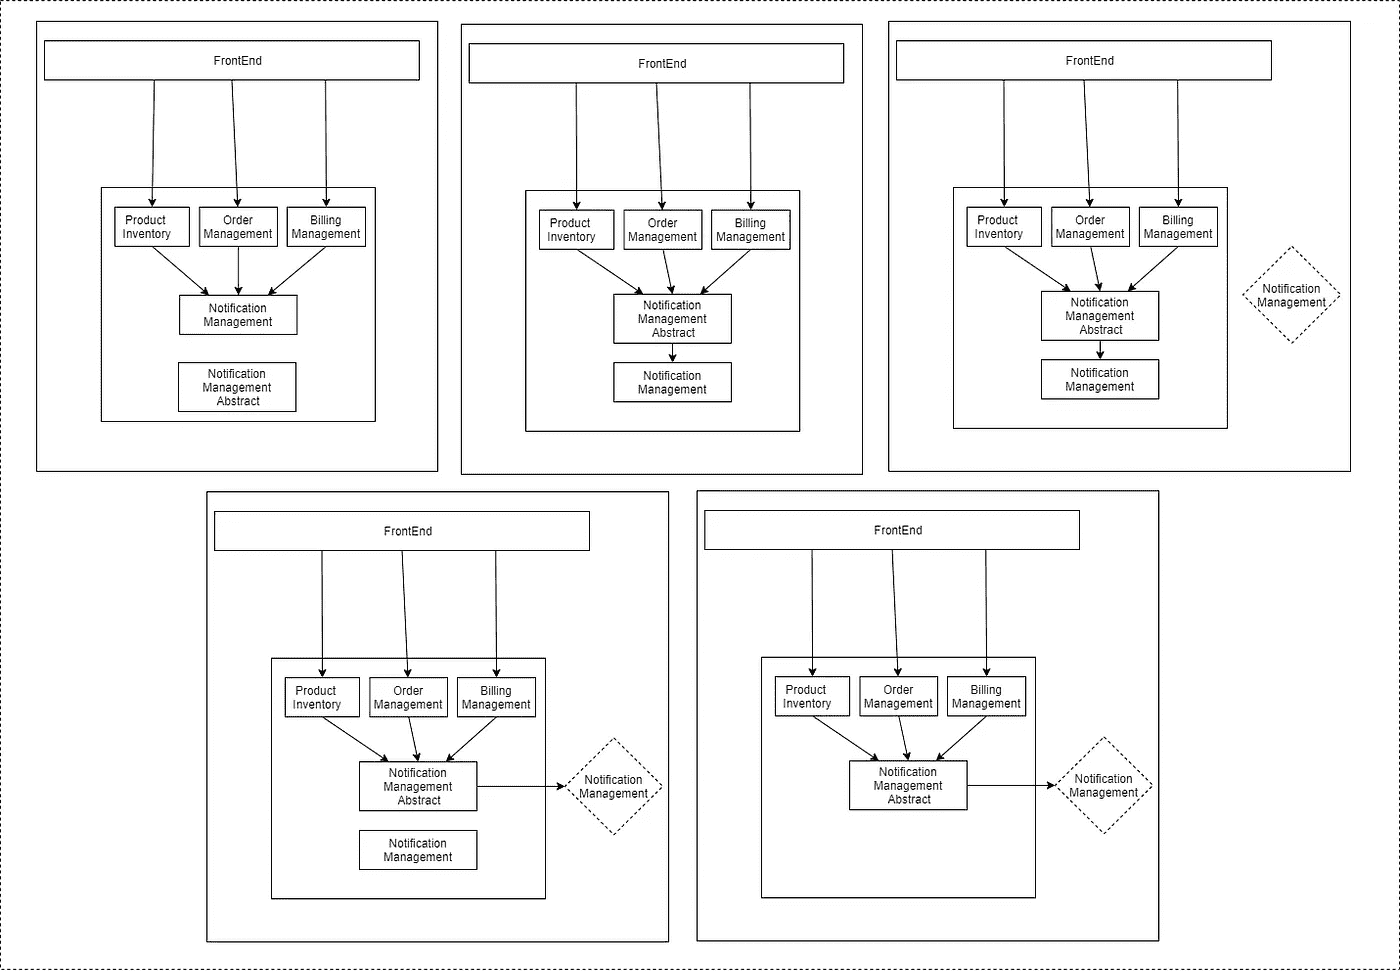 FrontEnd
Product
Inventory
Order
Management
Billing
Management
Notification
Management
Notification
Management
Abstract
FrontEnd
Product
Inventory
Order
Management
Billing
Management
Notification
Management
Abstract
Notification
Management
FrontEnd
Product
Inventory
Order
Management
Billing
Management
Notification
Management
Abstract
Notification
Management
Notification
Management
FrontEnd
Product
Inventory
Order
Management
Billing
Management
Notification
Management
Abstract
Notification
Management
Notification
Management
FrontEnd
Product
Inventory
Order
Management
Billing
Management
Notification
Management
Abstract
Notification
Management